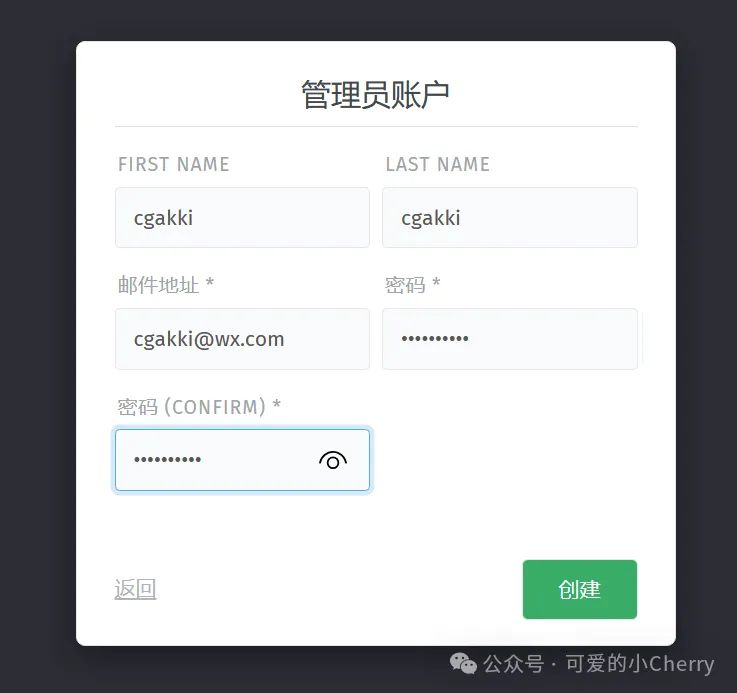 管理员账户
FIRST NAME
LAST NAME
cgakki
cgakki
邮件地址 *
密码 *
cgakki@wx.com
••••••••••
密码 (CONFIRM) *
••••••••••
返回
创建
公众号 · 可爱的小Cherry